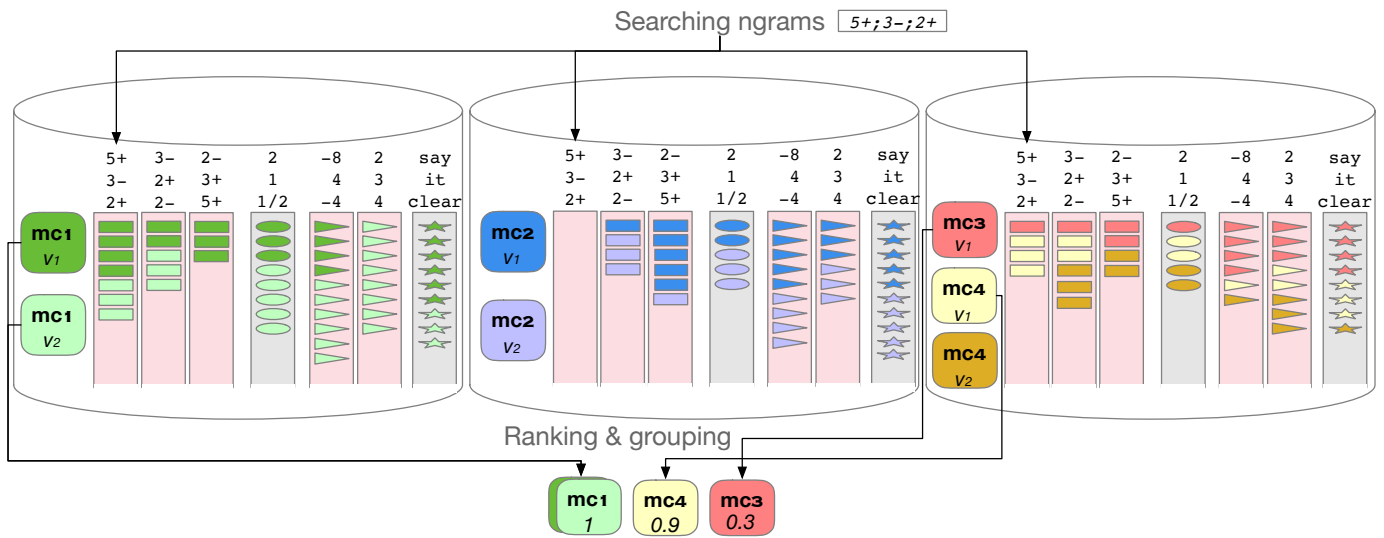 Searching ngrams 5+;3-;2+
5+ 3- 2- 2 -8 2 say
3- 2+ 3+ 1 4 3 it
2+ 2- 5+ 1/2 -4 4 clear
mc1
V1
mc1
V2
5+ 3- 2- 2 -8 2 say
3- 2+ 3+ 1 4 3 it
2+ 2- 5+ 1/2 -4 4 clear
mc2
V1
mc2
V2
5+ 3- 2- 2 -8 2 say
3- 2+ 3+ 1 4 3 it
2+ 2- 5+ 1/2 -4 4 clear
mc3
V1
mc4
V1
mc4
V2
Ranking & grouping
mc1 mc4 mc3
1 0.9 0.3